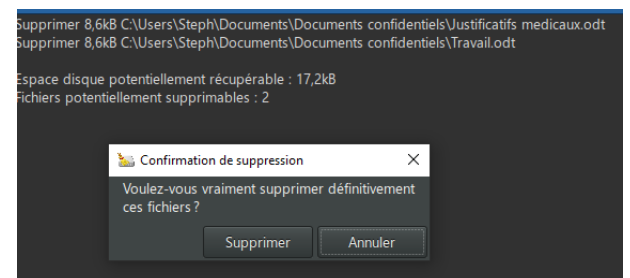 Supprimer 8,6kB C:\Users\Steph\Documents\Documents confidentiels\Justificatifs medicaux.odt
Supprimer 8,6kB C:\Users\Steph\Documents\Documents confidentiels\Travail.odt
Espace disque potentiellement récupérable : 17,2kB
Fichiers potentiellement supprimables : 2
Confirmation de suppression
Voulez-vous vraiment supprimer définitivement
ces fichiers ?
Supprimer Annuler